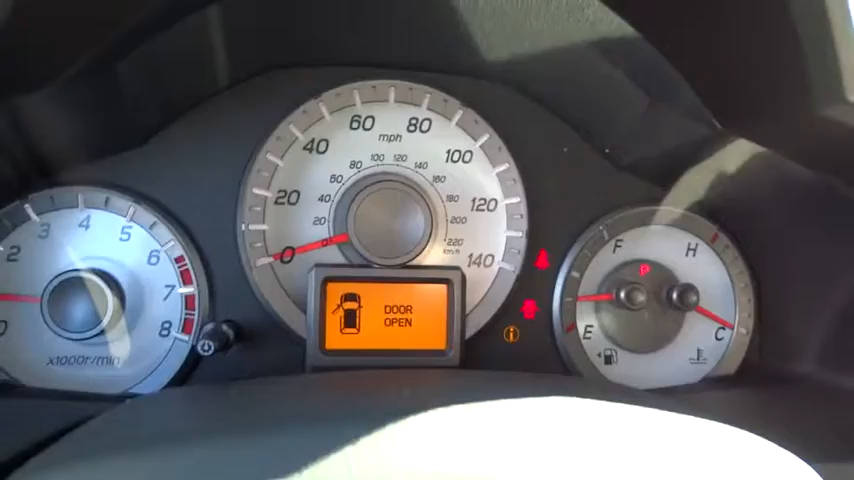 2 3 4 5 6 7 8
x1000r/min
0 20 40 60 80 100 120 140
mph
20 40 60 80 100 120 140 160 180 200 220
km/h
DOOR
OPEN
F E
P
H C